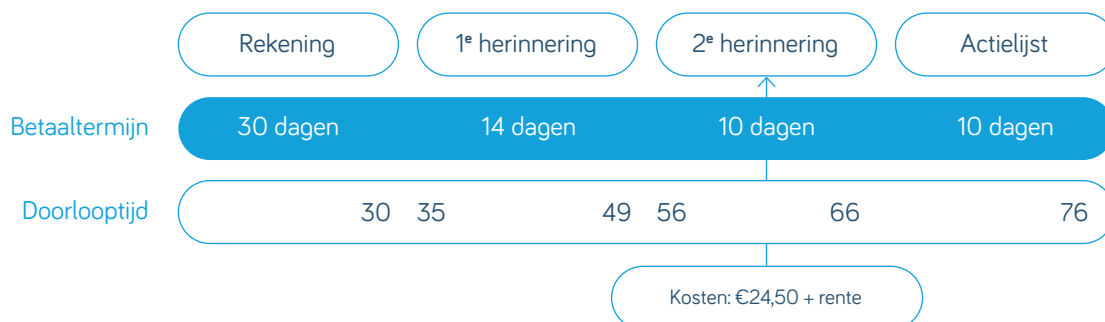 Rekening 1e herinnering 2e herinnering Actielijst
Betaaltermijn 30 dagen 14 dagen 10 dagen 10 dagen
Doorlooptijd 30 35 49 56 66 76
Kosten: €24,50 + rente